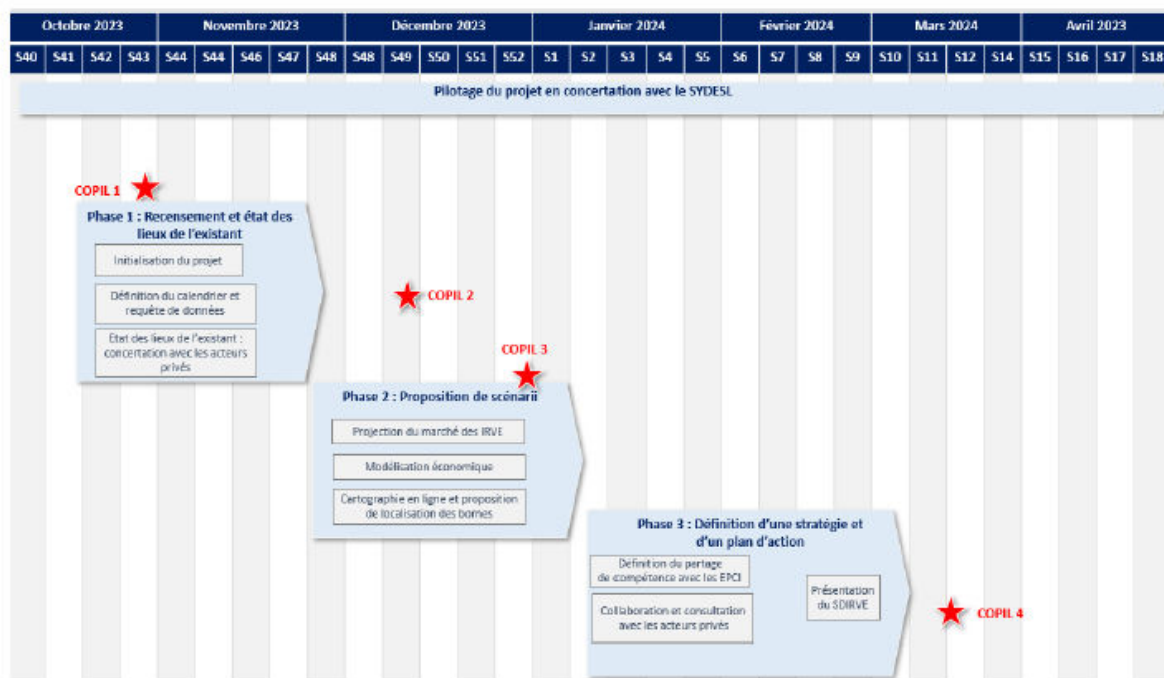 Octobre 2023 Novembre 2023 Décembre 2023 Janvier 2024 Février 2024 Mars 2024 Avril 2023
S40 S41 S42 S43 S44 S44 S46 S47 S48 S48 S49 S50 S51 S52 S1 S2 S3 S4 S5 S6 S7 S8 S9 S10 S11 S12 S14 S15 S16 S17 S18
Pilotage du projet en concertation avec le SYDESL
COPIL 1
Phase 1 : Recensement et état des
lieux de l'existant
Initialisation du projet
Définition du calendrier et
requête de données
Etat des lieux de l'existant :
concertation avec les acteurs
privés
COPIL 2
COPIL 3
Phase 2 : Proposition de scénarii
Projection du marché des IRVE
Modélisation économique
Cartographie en ligne et proposition
de localisation des bornes
Phase 3 : Définition d'une stratégie et
d'un plan d'action
Définition du partage
de compétence avec les EPCI
Collaboration et consultation
avec les acteurs privés
Présentation
du SDIRVE
COPIL 4